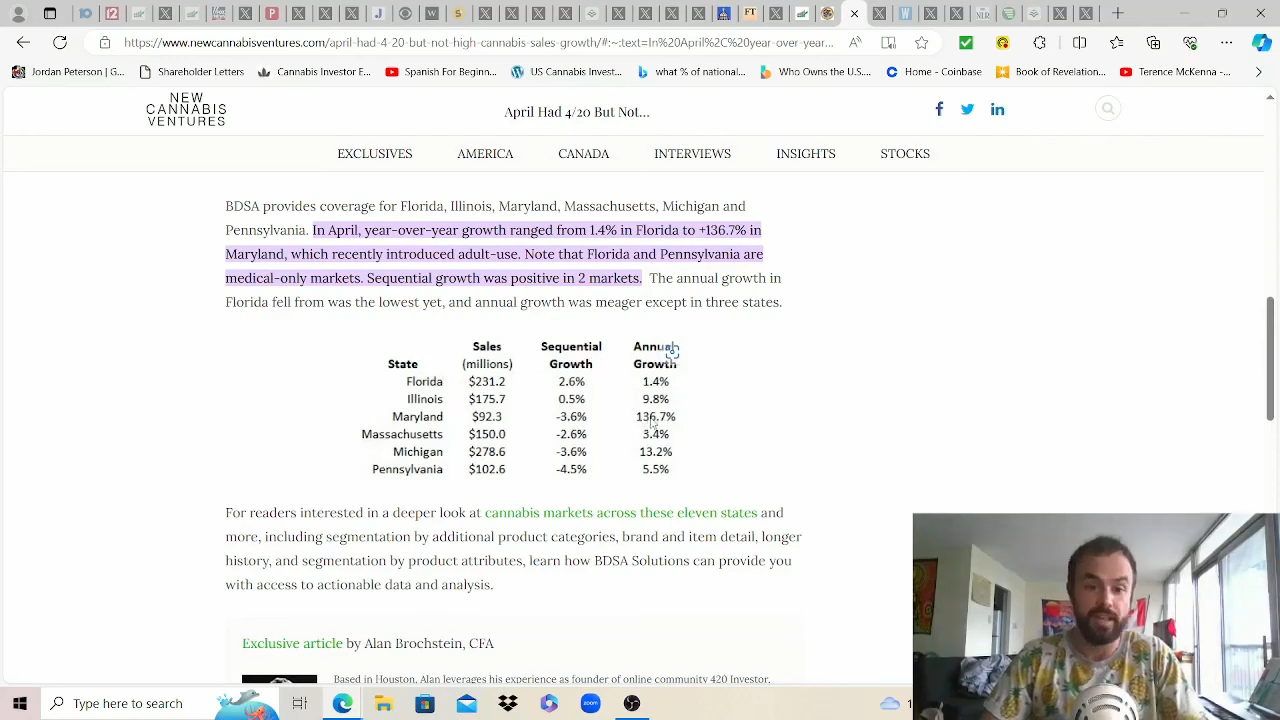 https://www.newcannabisventures.com/april-had-4-20-but-not-high-cannabis-sales-growth/#:~:text=In%20April%2C%20year-over-year...
Jordan Peterson | G...
Shareholder Letters
Cannabis Investor E...
Spanish For Beginn...
US Cannabis Invest...
what % of national...
Who Owns the U.S...
Home - Coinbase
Book of Revelation...
Terence McKenna -...
NEW
CANNABIS
VENTURES
April Had 4/20 But Not...
EXCLUSIVES AMERICA CANADA INTERVIEWS INSIGHTS STOCKS
BDSA provides coverage for Florida, Illinois, Maryland, Massachusetts, Michigan and
Pennsylvania. In April, year-over-year growth ranged from 1.4% in Florida to +136.7% in
Maryland, which recently introduced adult-use. Note that Florida and Pennsylvania are
medical-only markets. Sequential growth was positive in 2 markets. The annual growth in
Florida fell from was the lowest yet, and annual growth was meager except in three states.
Sales Sequential Annual
State (millions) Growth Growth
Florida $231.2 2.6% 1.4%
Illinois $175.7 0.5% 9.8%
Maryland $92.3 -3.6% 136.7%
Massachusetts $150.0 -2.6% 3.4%
Michigan $278.6 -3.6% 13.2%
Pennsylvania $102.6 -4.5% 5.5%
For readers interested in a deeper look at cannabis markets across these eleven states and
more, including segmentation by additional product categories, brand and item detail, longer
history, and segmentation by product attributes, learn how BDSA Solutions can provide you
with access to actionable data and analysis.
Exclusive article by Alan Brochstein, CFA
Based in Houston, Alan leverages his experience as founder of online community 420 Investor,
Type here to search
zoom